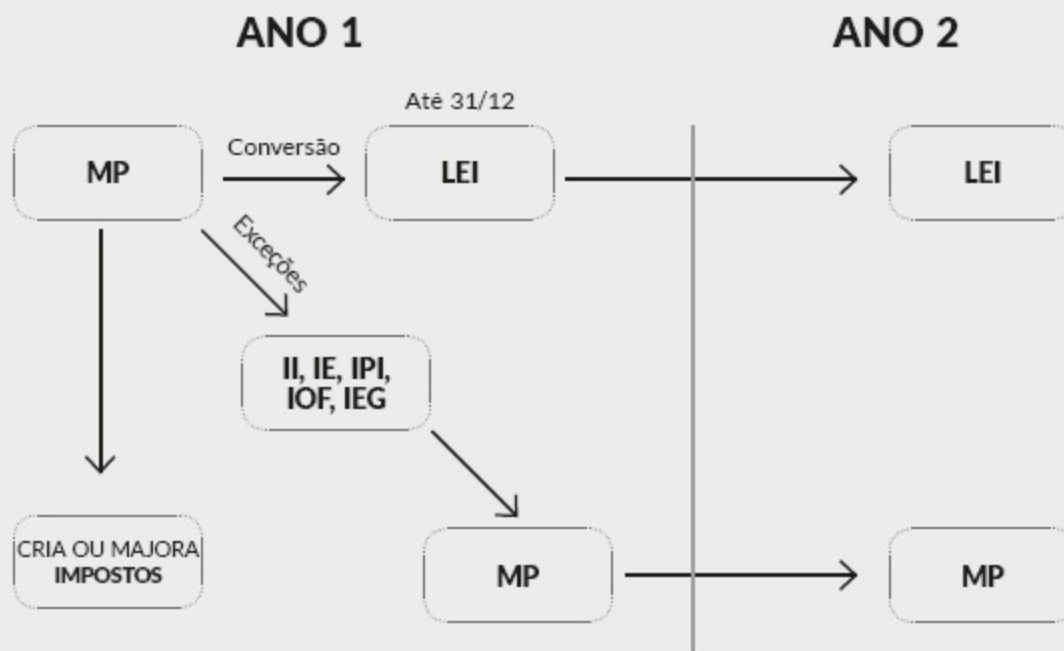 ANO 1
ANO 2
Até 31/12
MP
Conversão
LEI
LEI
Exceções
II, IE, IPI,
IOF, IEG
CRIA OU MAJORA
IMPOSTOS
MP
MP